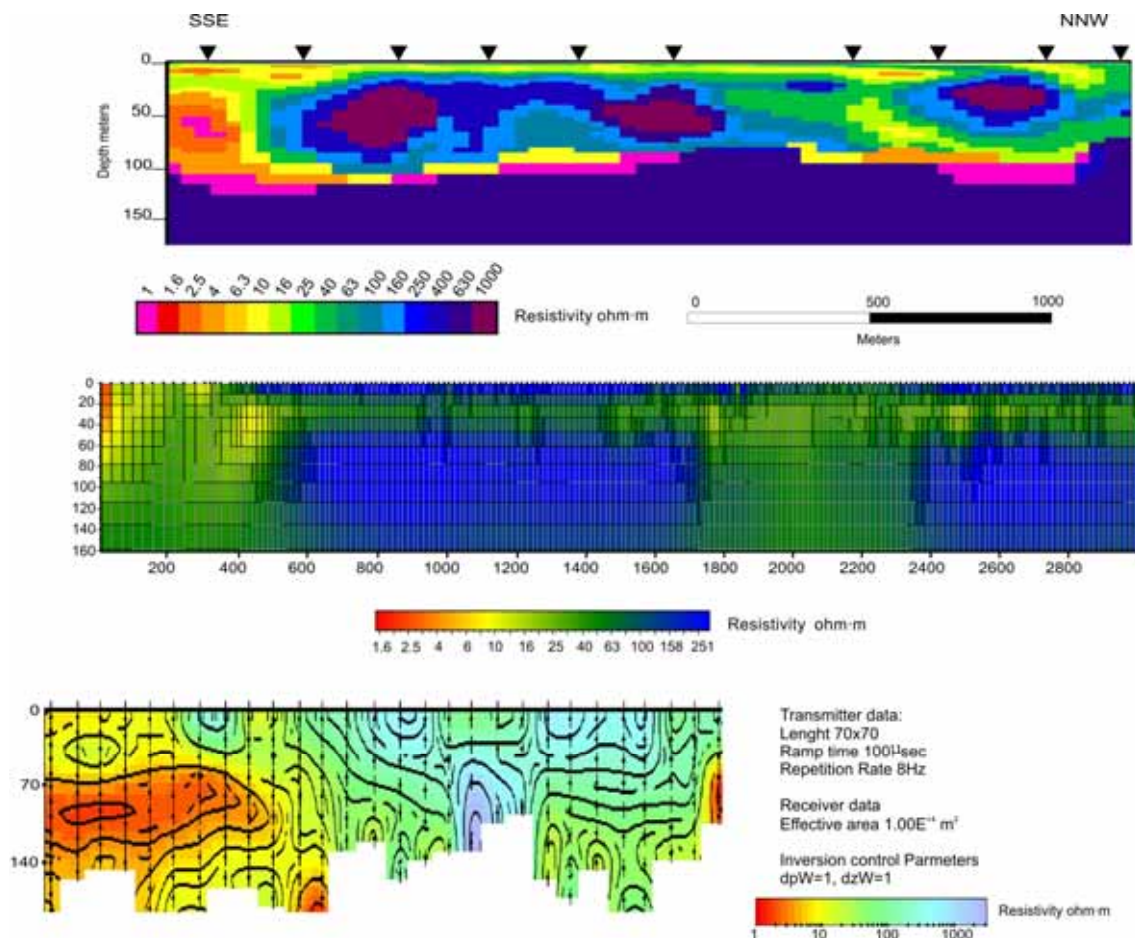 SSE NNW
0
50
100
150
Depth meters
1 1.6 2.5 4 6.3 10 16 25 40 63 100 160 250 400 630 1000
Resistivity ohm·m
0 500 1000
Meters
0
20
40
60
80
100
120
140
160
200 400 600 800 1000 1200 1400 1600 1800 2000 2200 2400 2600 2800
Resistivity ohm·m
1.6 2.5 4 6 10 16 25 40 63 100 158 251
0
70
140
Transmitter data:
Lenght 70x70
Ramp time 100µsec
Repetition Rate 8Hz
Receiver data
Effective area 1.00E⁺⁴ m²
Inversion control Parmeters
dpW=1, dzW=1
Resistivity ohm·m
1 10 100 1000